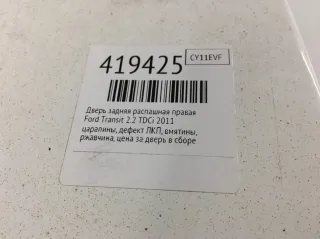 419425
CY11EVF
Дверь задняя распашная правая
Ford Transit 2.2 TDCi 2011
царапины, дефект ЛКП, вмятины,
ржавчина, цена за дверь в сборе